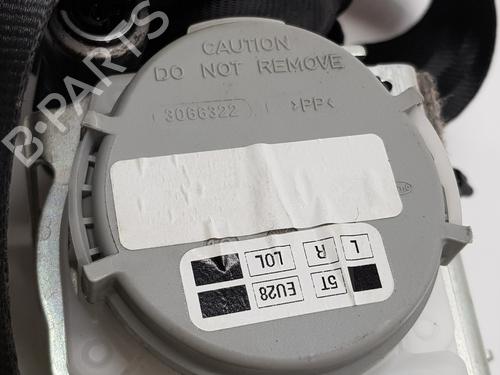 CAUTION
DO NOT REMOVE
3066322 >PP<
L R LOL
5T EU28
B-PARTS